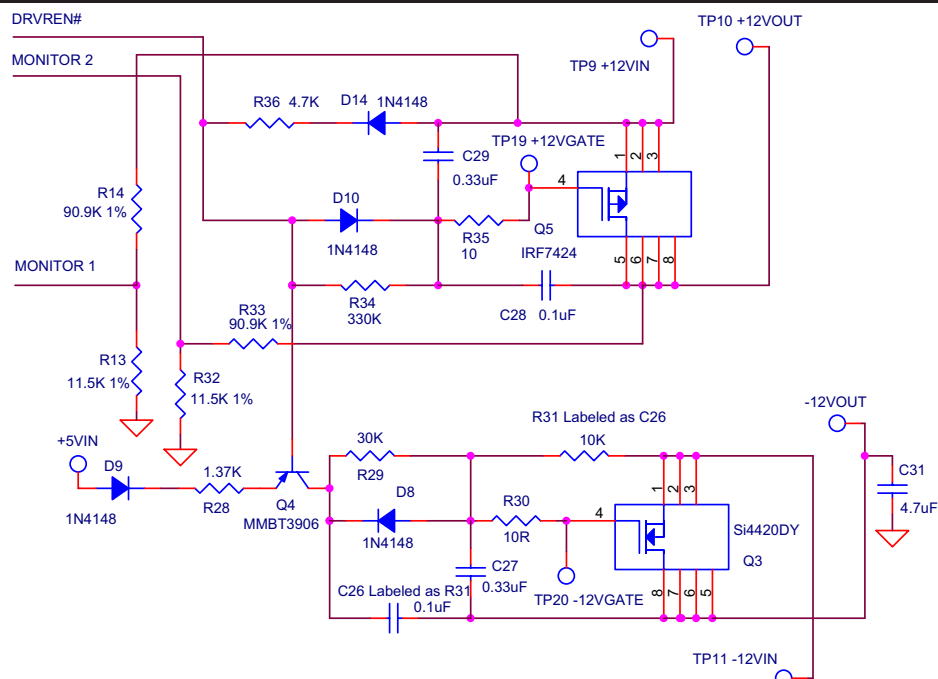 DRVREN#
TP10 +12VOUT
MONITOR 2
TP9 +12VIN
R36 4.7K
D14 1N4148
TP19 +12VGATE
C29
0.33uF
1
2
3
4
R14
90.9K 1%
D10
1N4148
R35
10
Q5
IRF7424
5
6
7
8
MONITOR 1
R34
330K
C28 0.1uF
R33
90.9K 1%
R13
11.5K 1%
R32
11.5K 1%
-12VOUT
R31 Labeled as C26
10K
+5VIN
30K
R29
D9
1N4148
1.37K
R28
Q4
MMBT3906
D8
1N4148
R30
10R
1
2
3
4
Si4420DY
Q3
C31
4.7uF
C27
0.33uF
C26 Labeled as R31
0.1uF
TP20 -12VGATE
8
7
6
5
TP11 -12VIN